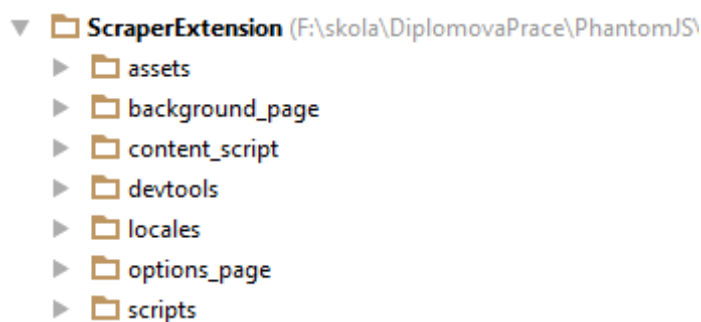 ScraperExtension (F:\skola\DiplomovaPrace\PhantomJS\
assets
background_page
content_script
devtools
locales
options_page
scripts